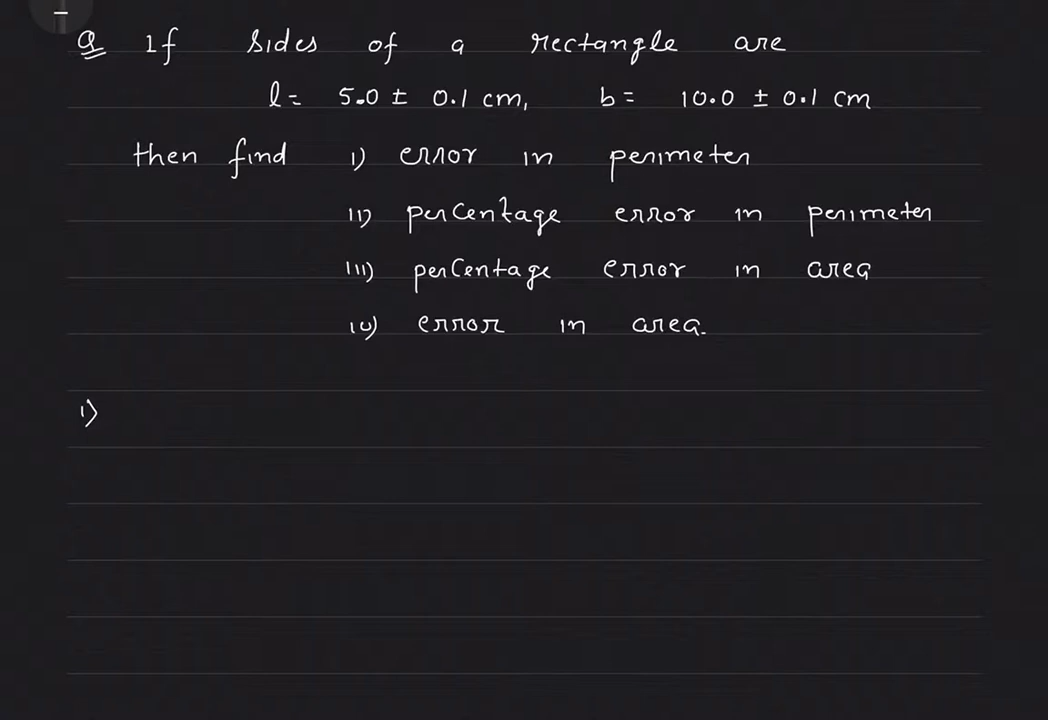 Q If sides of a rectangle are
l = 5.0 ± 0.1 cm, b = 10.0 ± 0.1 cm
then find i) error in perimeter
ii) percentage error in perimeter
iii) percentage error in area
iv) error in area.
i)